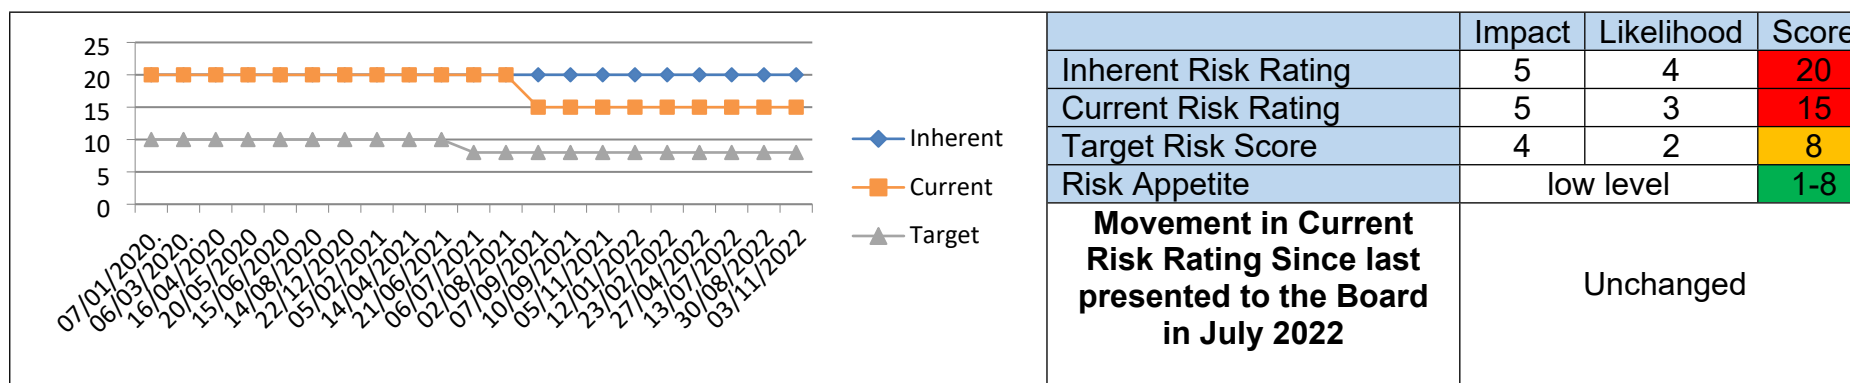 25
20
15
10
5
0
07/01/2020.
06/03/2020.
16/04/2020
20/05/2020
15/06/2020
14/08/2020
22/12/2020
05/02/2021
14/04/2021
21/06/2021
06/07/2021
02/08/2021
07/09/2021
10/09/2021
05/11/2021
12/01/2022
23/02/2022
27/04/2022
13/07/2022
30/08/2022
03/11/2022
Inherent
Current
Target
Impact Likelihood Score
Inherent Risk Rating 5 4 20
Current Risk Rating 5 3 15
Target Risk Score 4 2 8
Risk Appetite low level 1-8
Movement in Current
Risk Rating Since last
presented to the Board
in July 2022
Unchanged